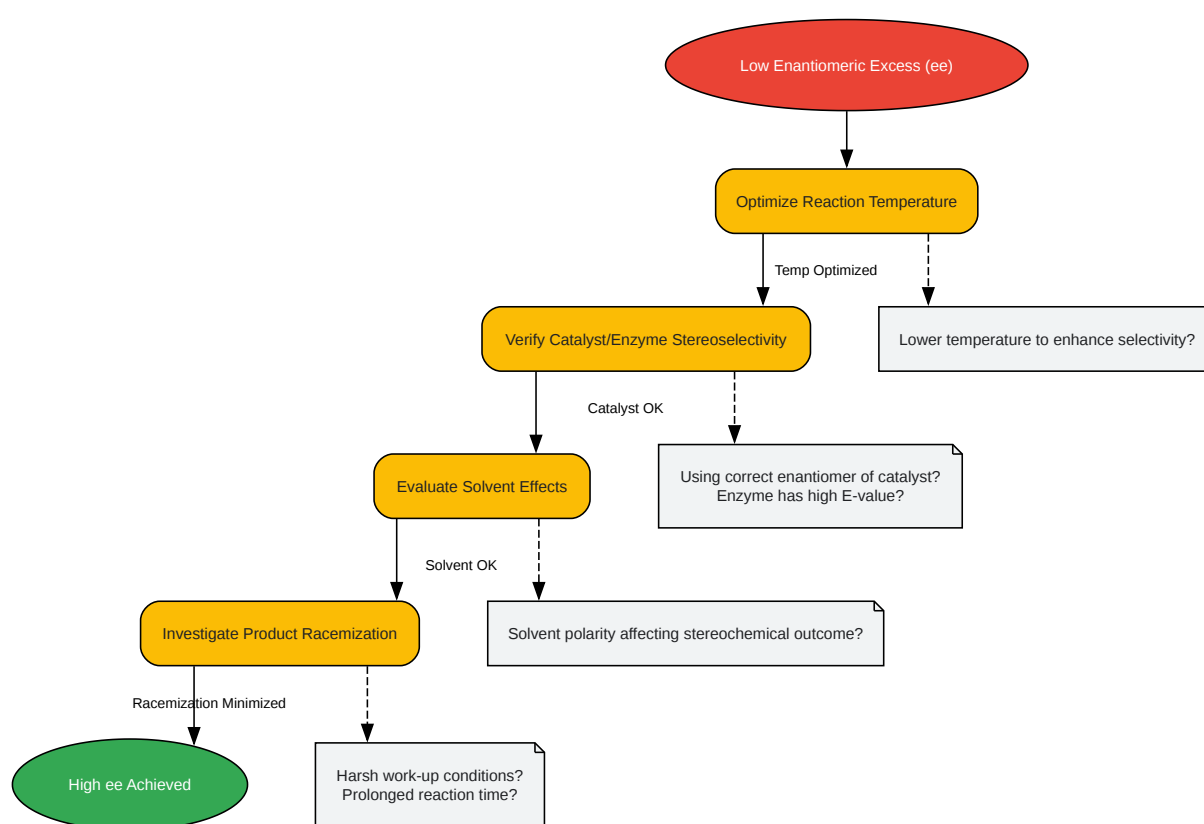 Low Enantiomeric Excess (ee)
Optimize Reaction Temperature
Temp Optimized
Verify Catalyst/Enzyme Stereoselectivity
Lower temperature to enhance selectivity?
Catalyst OK
Using correct enantiomer of catalyst?
Enzyme has high E-value?
Evaluate Solvent Effects
Solvent OK
Investigate Product Racemization
Solvent polarity affecting stereochemical outcome?
Racemization Minimized
High ee Achieved
Harsh work-up conditions?
Prolonged reaction time?